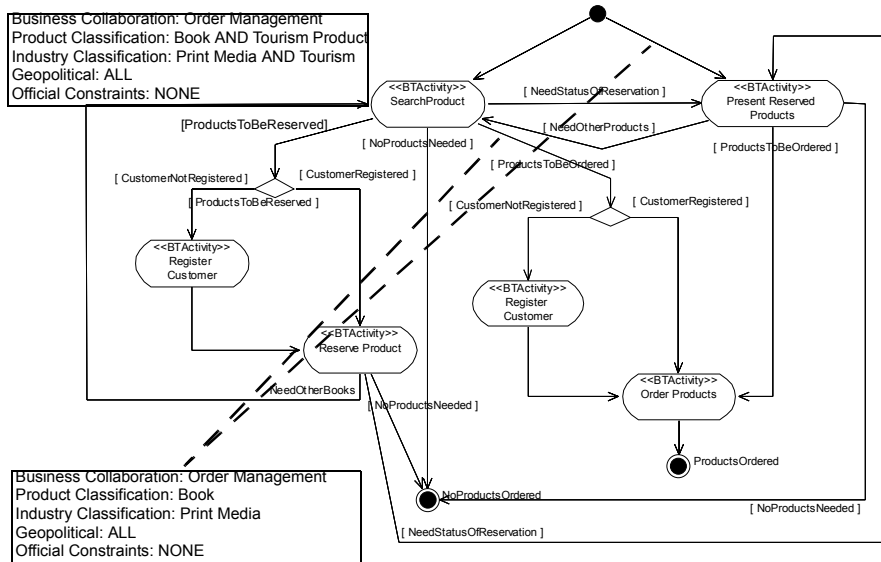 Business Collaboration: Order Management
Product Classification: Book AND Tourism Product
Industry Classification: Print Media AND Tourism
Geopolitical: ALL
Official Constraints: NONE
<<BTActivity>>
SearchProduct
[ NeedStatusOfReservation ]
<<BTActivity>>
Present Reserved
Products
[ProductsToBeReserved]
[ NeedOtherProducts ]
[ NoProductsNeeded ]
[ ProductsToBeOrdered ]
[ ProductsToBeOrdered ]
[ CustomerNotRegistered ]
[ CustomerRegistered ]
[ ProductsToBeReserved ]
[ CustomerNotRegistered ]
[ CustomerRegistered ]
<<BTActivity>>
Register
Customer
<<BTActivity>>
Register
Customer
<<BTActivity>>
Reserve Product
<<BTActivity>>
Order Products
NeedOtherBooks
[ NoProductsNeeded ]
ProductsOrdered
Business Collaboration: Order Management
Product Classification: Book
Industry Classification: Print Media
Geopolitical: ALL
Official Constraints: NONE
NoProductsOrdered
[ NoProductsNeeded ]
[ NeedStatusOfReservation ]